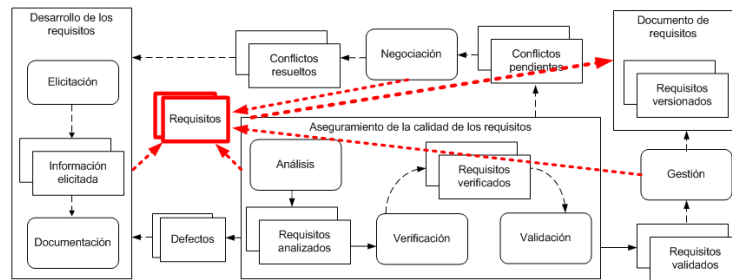 Desarrollo de los
requisitos
Elicitación
Información
elicitada
Documentación
Conflictos
resueltos
Negociación
Conflictos
pendientes
Documento de
requisitos
Requisitos
versionados
Requisitos
Aseguramiento de la calidad de los requisitos
Análisis
Requisitos
verificados
Gestión
Defectos
Requisitos
analizados
Verificación
Validación
Requisitos
validados